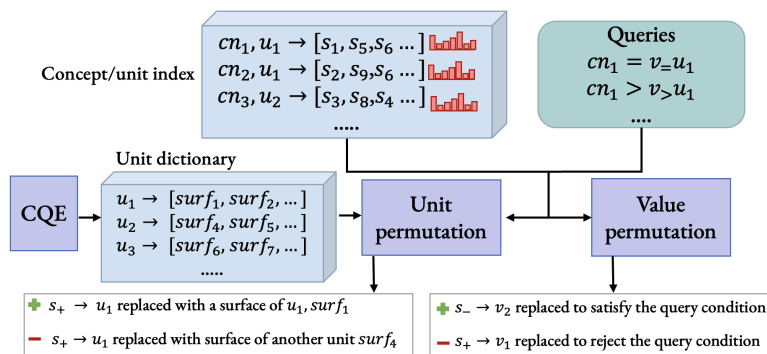 cn₁, u₁ → [s₁, s₅,s₆ ...]
cn₂, u₁ → [s₂, s₉,s₆ ...]
cn₃, u₂ → [s₃, s₈,s₄ ...]
.....
Concept/unit index
Queries
cn₁ = v₌u₁
cn₁ > v₍>₎u₁
....
Unit dictionary
CQE
u₁ → [surf₁, surf₂, ...]
u₂ → [surf₄, surf₅, ...]
u₃ → [surf₆, surf₇, ...]
.....
Unit
permutation
Value
permutation
+ s₊ → u₁ replaced with a surface of u₁, surf₁
− s₊ → u₁ replaced with surface of another unit surf₄
+ s₋ → v₂ replaced to satisfy the query condition
− s₊ → v₁ replaced to reject the query condition